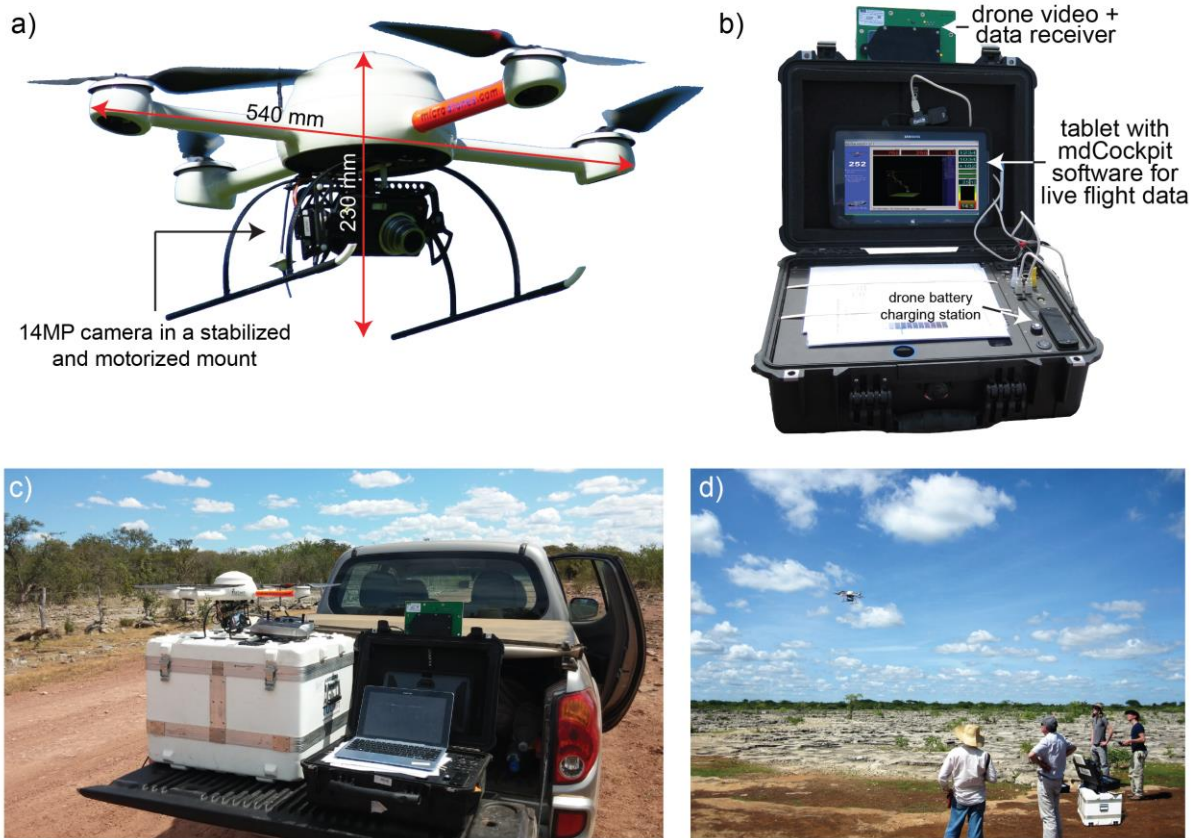 a)
540 mm
230 mm
14MP camera in a stabilized
and motorized mount
b)
drone video +
data receiver
tablet with
mdCockpit
software for
live flight data
252
drone battery
charging station
c)
d)